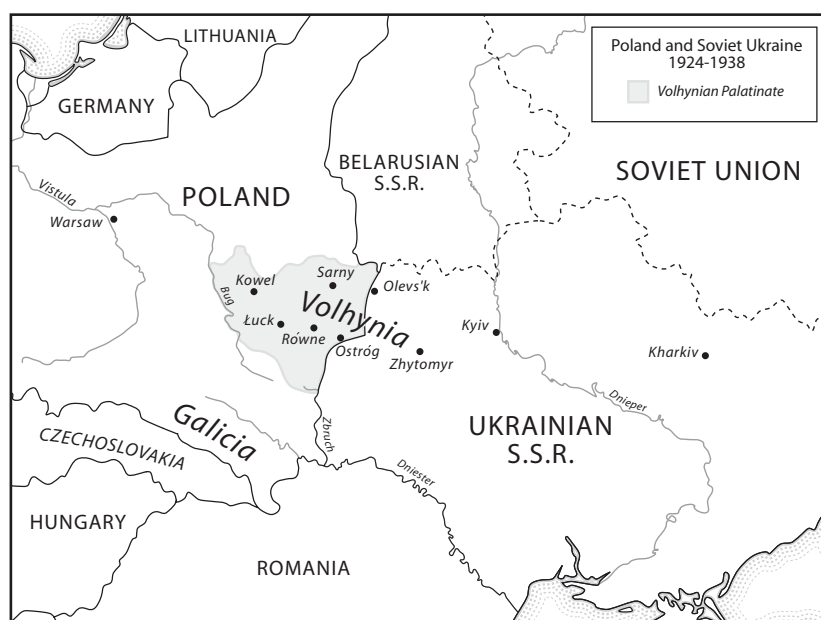 LITHUANIA
Poland and Soviet Ukraine
1924-1938
Volhynian Palatinate
GERMANY
BELARUSIAN
S.S.R.
SOVIET UNION
Vistula
POLAND
Warsaw
Sarny
Kowel
Olevs'k
Bug
Volhynia
Łuck
Równe
Ostróg
Kyiv
Zhytomyr
Kharkiv
Dnieper
Galicia
Zbruch
UKRAINIAN
S.S.R.
CZECHOSLOVAKIA
Dniester
HUNGARY
ROMANIA